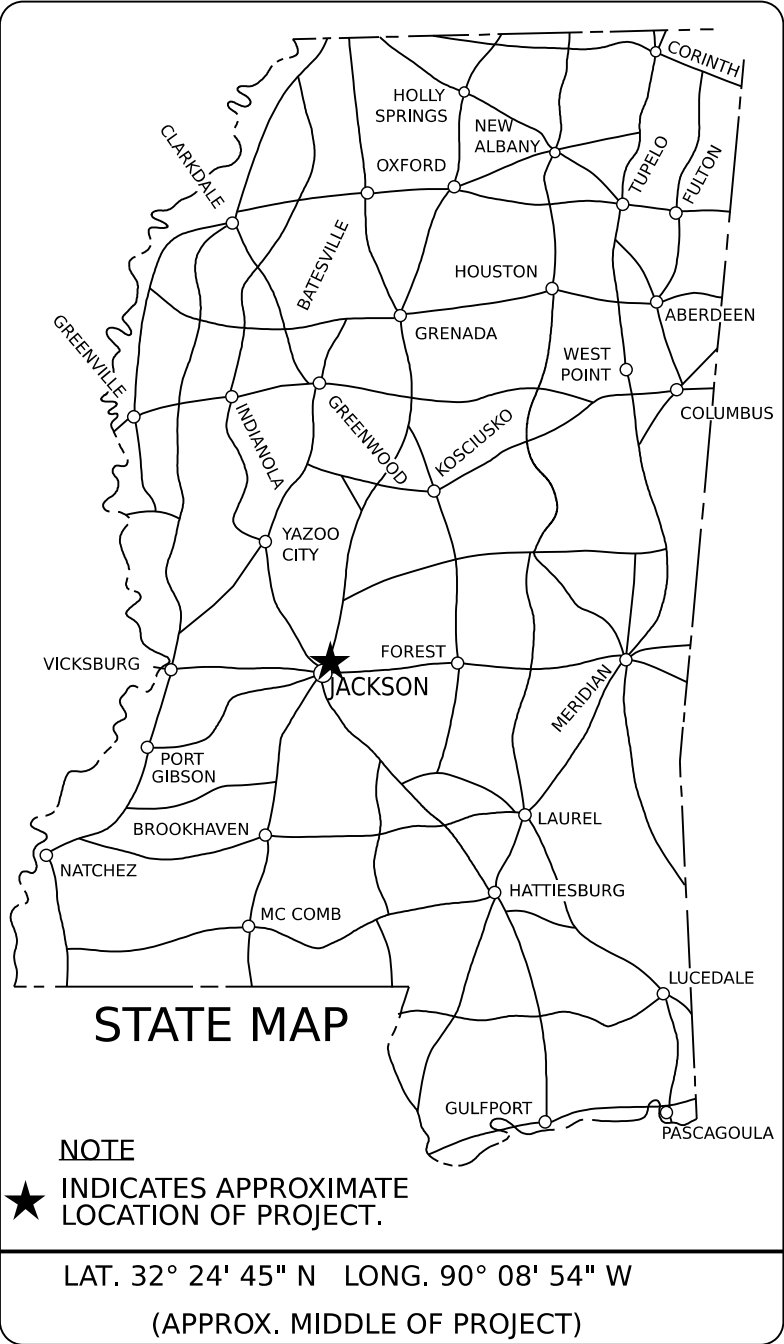 CORINTH
HOLLY
SPRINGS
NEW
ALBANY
CLARKDALE
OXFORD
TUPELO
FULTON
BATESVILLE
HOUSTON
ABERDEEN
GREENVILLE
GRENADA
WEST
POINT
INDIANOLA
GREENWOOD
KOSCIUSKO
COLUMBUS
YAZOO
CITY
VICKSBURG
FOREST
JACKSON
MERIDIAN
PORT
GIBSON
BROOKHAVEN
LAUREL
NATCHEZ
HATTIESBURG
MC COMB
LUCEDALE
STATE MAP
GULFPORT
PASCAGOULA
NOTE
INDICATES APPROXIMATE
LOCATION OF PROJECT.
LAT. 32° 24' 45" N LONG. 90° 08' 54" W
(APPROX. MIDDLE OF PROJECT)